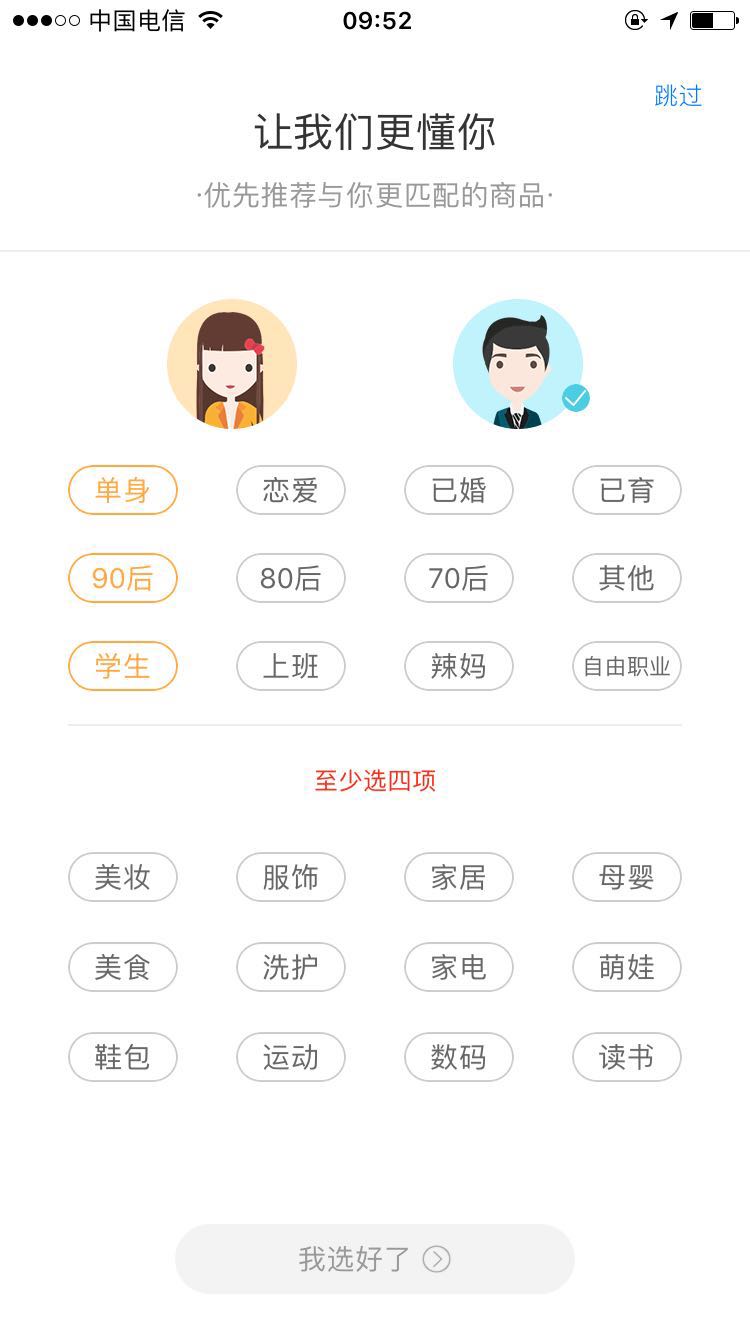 中国电信 09:52
跳过
让我们更懂你
·优先推荐与你更匹配的商品·
单身 恋爱 已婚 已育
90后 80后 70后 其他
学生 上班 辣妈 自由职业
至少选四项
美妆 服饰 家居 母婴
美食 洗护 家电 萌娃
鞋包 运动 数码 读书
我选好了